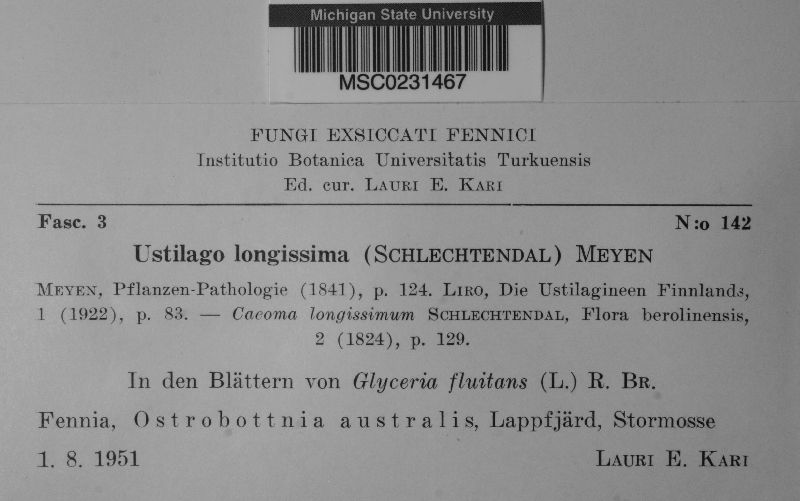 Michigan State University
MSC0231467
FUNGI EXSICCATI FENNICI
Institutio Botanica Universitatis Turkuensis
Ed. cur. LAURI E. KARI
Fasc. 3 N:o 142
Ustilago longissima (SCHLECHTENDAL) MEYEN
MEYEN, Pflanzen-Pathologie (1841), p. 124. LIRO, Die Ustilagineen Finnlands,
1 (1922), p. 83. — Caeoma longissimum SCHLECHTENDAL, Flora berolinensis,
2 (1824), p. 129.
In den Blättern von Glyceria fluitans (L.) R. BR.
Fennia, Ostrobottnia australis, Lappfjärd, Stormosse
1. 8. 1951 LAURI E. KARI